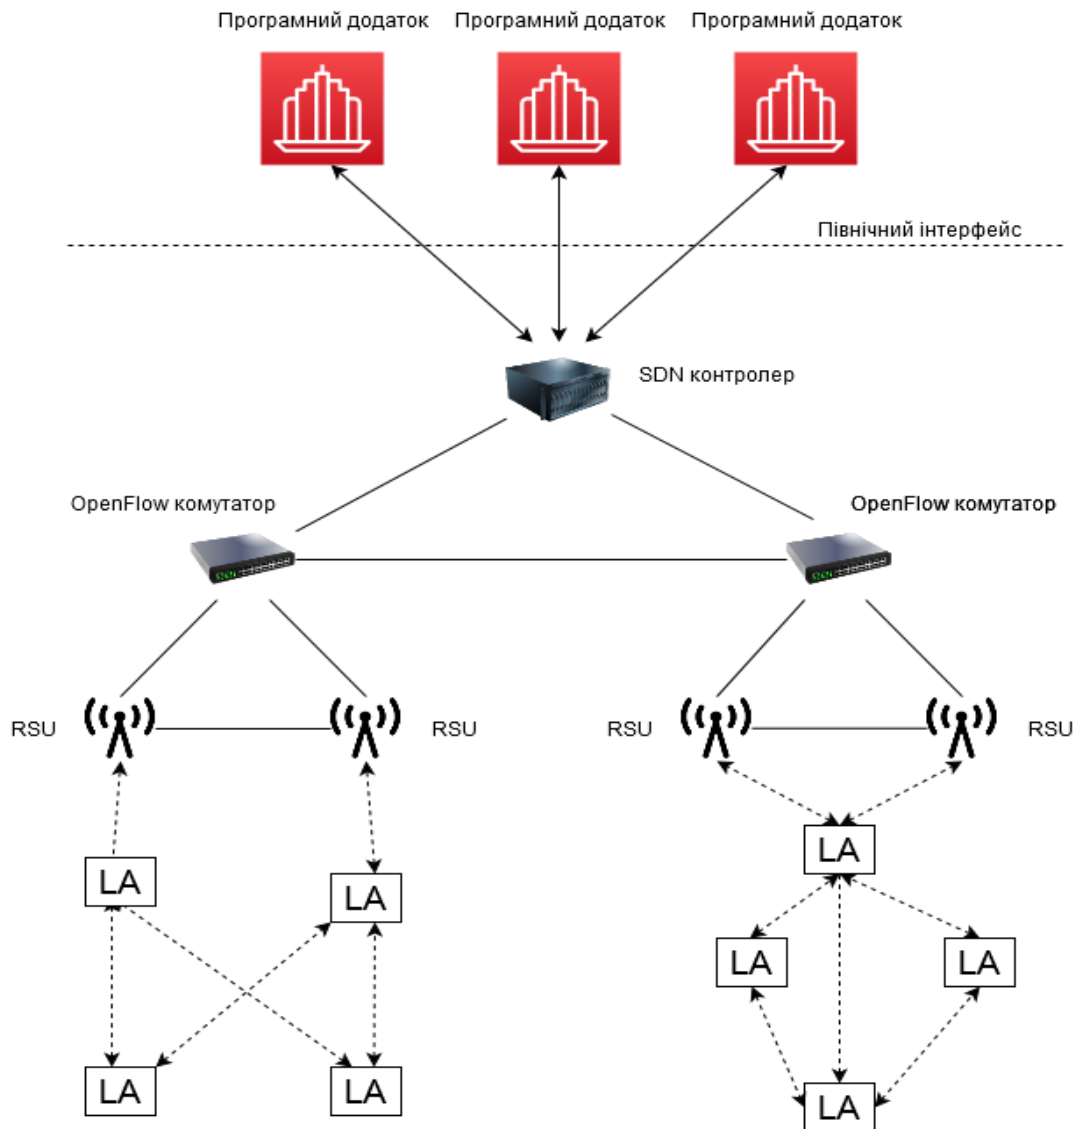 Програмний додаток
Програмний додаток
Програмний додаток
Північний інтерфейс
SDN контролер
OpenFlow комутатор
OpenFlow комутатор
RSU
RSU
RSU
RSU
LA
LA
LA
LA
LA
LA
LA
LA